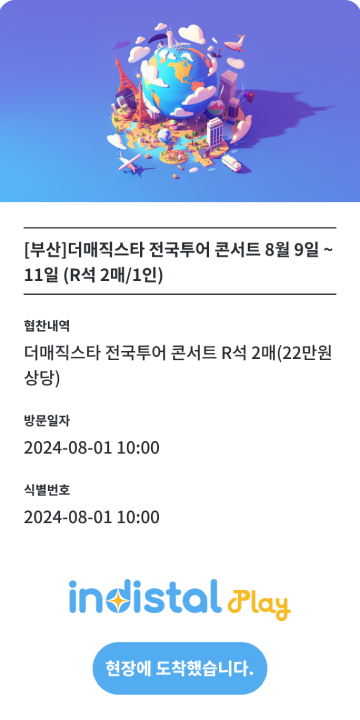 [부산]더매직스타 전국투어 콘서트 8월 9일 ~
11일 (R석 2매/1인)
협찬내역
더매직스타 전국투어 콘서트 R석 2매(22만원
상당)
방문일자
2024-08-01 10:00
식별번호
2024-08-01 10:00
indistal Play
현장에 도착했습니다.